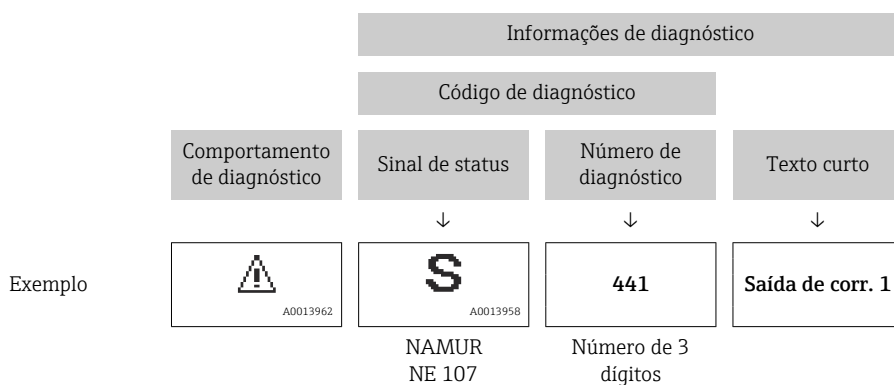 Informações de diagnóstico
Código de diagnóstico
Comportamento
de diagnóstico
Sinal de status
Número de
diagnóstico
Texto curto
↓ ↓ ↓
Exemplo
A0013962
S
A0013958
441
Saída de corr. 1
NAMUR
NE 107
Número de 3
dígitos